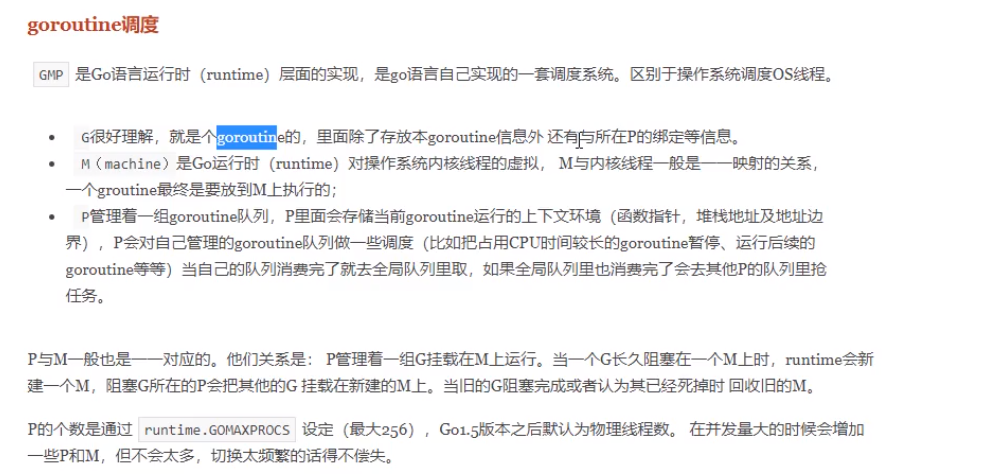 goroutine调度
GMP 是Go语言运行时（runtime）层面的实现，是go语言自己实现的一套调度系统。区别于操作系统调度OS线程。
G很好理解，就是个goroutine的，里面除了存放本goroutine信息外 还有与所在P的绑定等信息。
M（machine）是Go运行时（runtime）对操作系统内核线程的虚拟， M与内核线程一般是一一映射的关系，
一个groutine最终是要放到M上执行的；
P管理着一组goroutine队列，P里面会存储当前goroutine运行的上下文环境（函数指针，堆栈地址及地址边
界），P会对自己管理的goroutine队列做一些调度（比如把占用CPU时间较长的goroutine暂停、运行后续的
goroutine等等）当自己的队列消费完了就去全局队列里取，如果全局队列里也消费完了会去其他P的队列里抢
任务。
P与M一般也是一一对应的。他们关系是： P管理着一组G挂载在M上运行。当一个G长久阻塞在一个M上时，runtime会新
建一个M，阻塞G所在的P会把其他的G 挂载在新建的M上。当旧的G阻塞完成或者认为其已经死掉时 回收旧的M。
P的个数是通过 runtime.GOMAXPROCS 设定（最大256），Go1.5版本之后默认为物理线程数。 在并发量大的时候会增加
一些P和M，但不会太多，切换太频繁的话得不偿失。